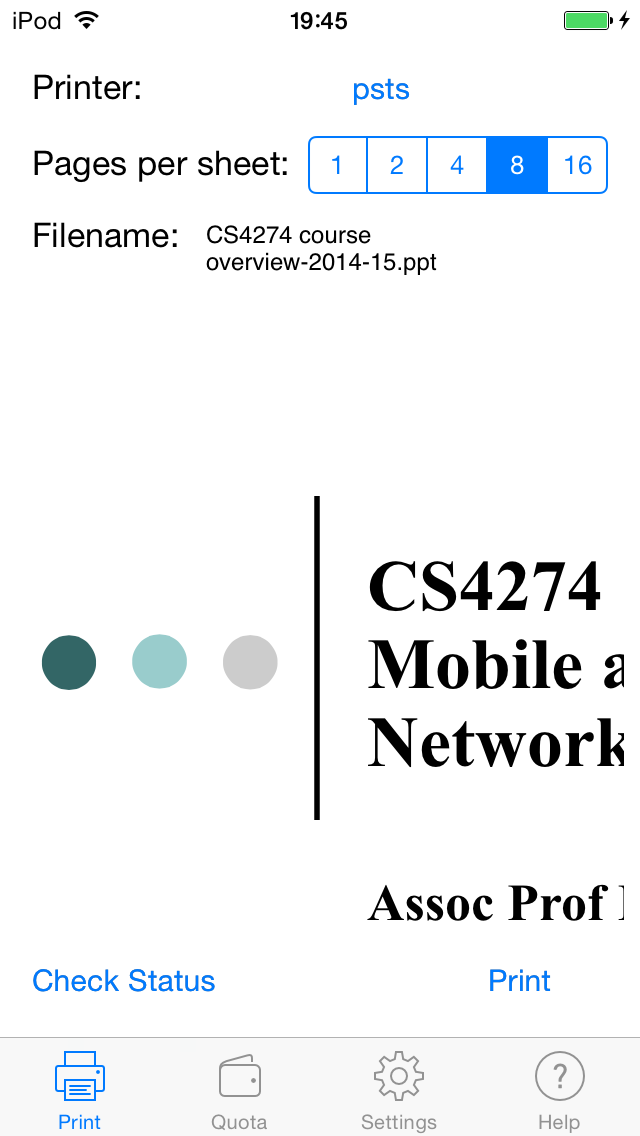 iPod 19:45
Printer: psts
Pages per sheet: 1 2 4 8 16
Filename: CS4274 course
overview-2014-15.ppt
CS4274
Mobile a
Network
Assoc Prof
Check Status Print
Print Quota Settings Help